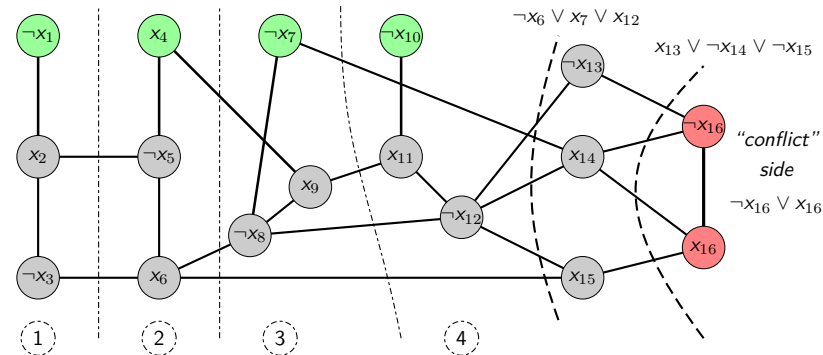 ¬x₆ ∨ x₇ ∨ x₁₂
¬x₁ x₄ ¬x₇ ¬x₁₀
x₁₃ ∨ ¬x₁₄ ∨ ¬x₁₅
¬x₁₃
¬x₁₆
"conflict"
side
x₂ ¬x₅ x₁₁ x₁₄
x₉
¬x₁₆ ∨ x₁₆
¬x₁₂
¬x₈
x₁₆
¬x₃ x₆ x₁₅
1 2 3 4